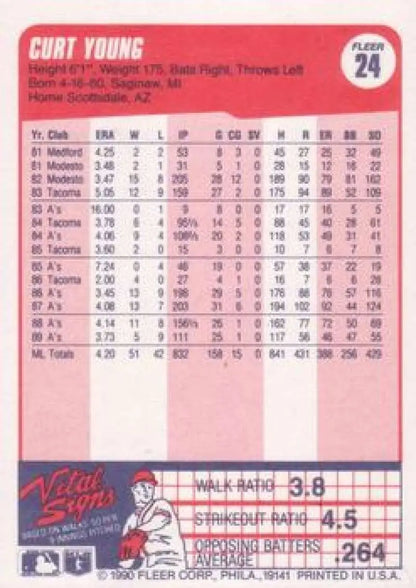 CURT YOUNG
FLEER
24
Height 6'1", Weight 175, Bats Right, Throws Left
Born 4-16-60, Saginaw, MI
Home Scottsdale, AZ
Yr. Club ERA W L IP G CG SV H R ER BB SO
81 Medford 4.25 2 2 53 8 3 0 45 27 25 32 49
81 Modesto 3.48 2 1 31 5 1 0 28 15 12 16 22
82 Modesto 3.47 15 8 205 28 12 0 189 90 79 81 162
83 Tacoma 5.05 12 9 159 27 2 0 175 94 89 52 109
83 A's 16.00 0 1 9 8 0 0 17 17 16 5 5
84 Tacoma 3.78 6 4 95⅓ 14 5 0 88 45 40 28 61
84 A's 4.06 9 4 108⅔ 20 2 0 118 53 49 31 41
85 Tacoma 3.60 2 0 15 3 0 0 10 7 6 7 8
85 A's 7.24 0 4 46 19 0 0 57 38 37 22 19
86 Tacoma 2.00 4 0 27 4 1 0 16 7 6 6 28
86 A's 3.45 13 9 198 29 5 0 176 88 76 57 116
87 A's 4.08 13 7 203 31 6 0 194 102 92 44 124
88 A's 4.14 11 8 156⅓ 26 1 0 162 77 72 50 69
89 A's 3.73 5 9 111 25 1 0 117 56 46 47 55
ML Totals 4.20 51 42 832 158 15 0 841 431 388 256 429
Vital
Signs
BASED ON WALKS, SO PER
9 INNINGS PITCHED
WALK RATIO 3.8
STRIKEOUT RATIO 4.5
OPPOSING BATTERS
AVERAGE .264
© 1990 FLEER CORP., PHILA., 19141 PRINTED IN U.S.A.